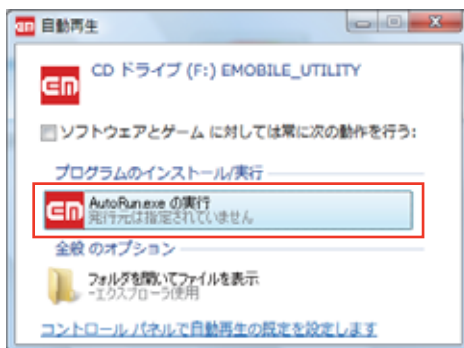 em 自動再生
em CD ドライブ (F:) EMOBILE_UTILITY
ソフトウェアとゲーム に対しては常に次の動作を行う:
プログラムのインストール/実行
em AutoRun.exe の実行
発行元は指定されていません
全般 のオプション
フォルダを開いてファイルを表示
-エクスプローラ使用
コントロール パネルで自動再生の既定を設定します